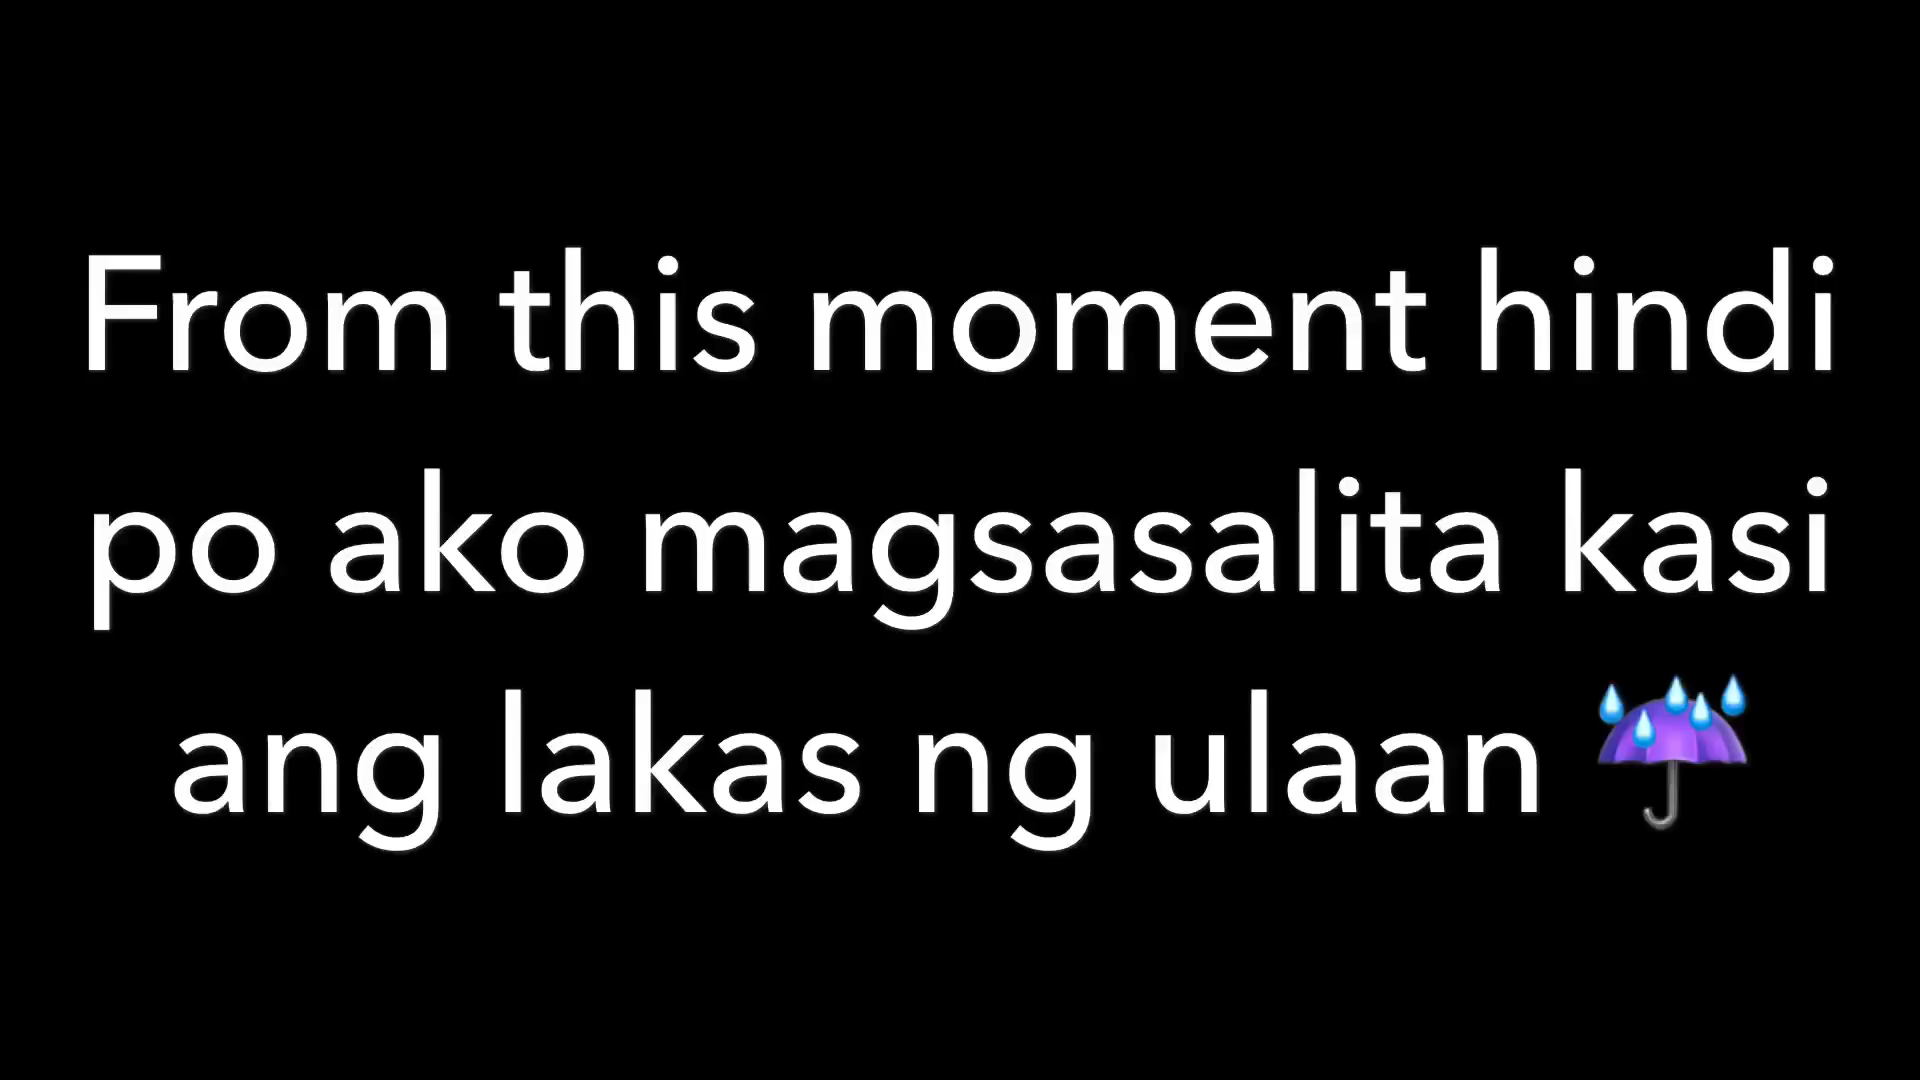 From this moment hindi
po ako magsasalita kasi
ang lakas ng ulaan ☔